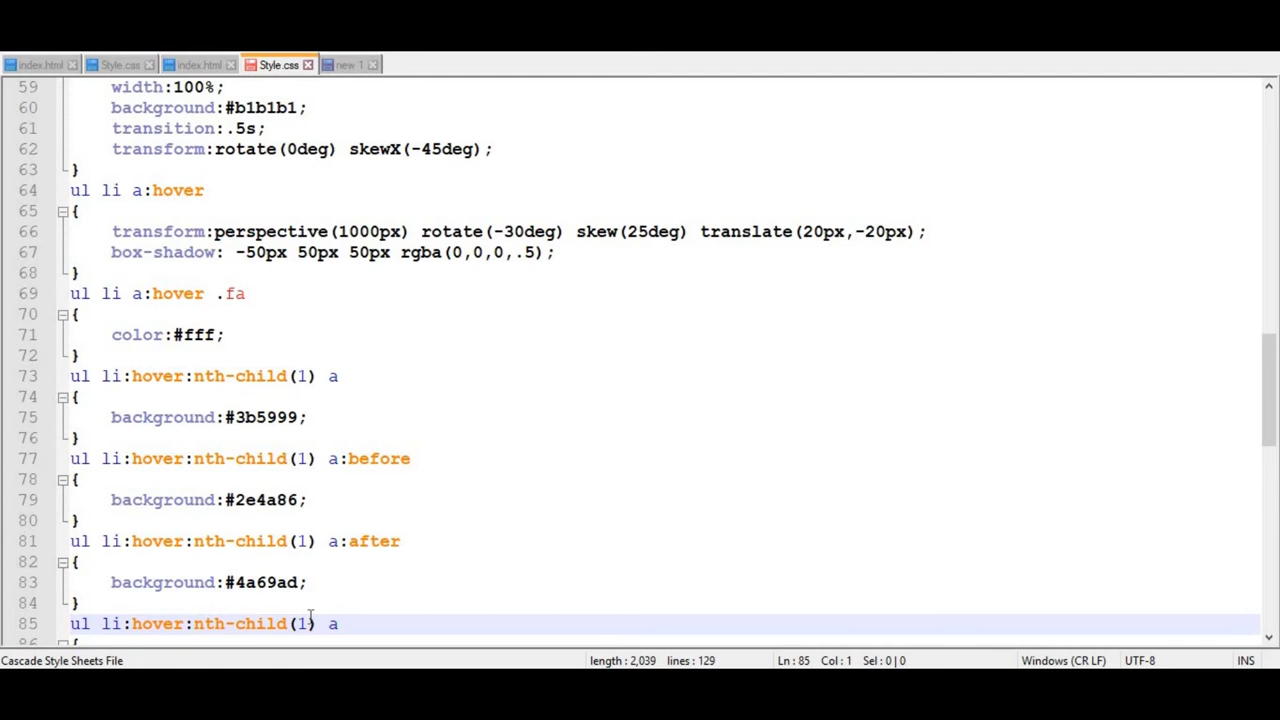 index.html Style.css index.html Style.css new 1
59 width:100%;
60 background:#b1b1b1;
61 transition:.5s;
62 transform:rotate(0deg) skewX(-45deg);
63 }
64 ul li a:hover
65 {
66 transform:perspective(1000px) rotate(-30deg) skew(25deg) translate(20px,-20px);
67 box-shadow: -50px 50px 50px rgba(0,0,0,.5);
68 }
69 ul li a:hover .fa
70 {
71 color:#fff;
72 }
73 ul li:hover:nth-child(1) a
74 {
75 background:#3b5999;
76 }
77 ul li:hover:nth-child(1) a:before
78 {
79 background:#2e4a86;
80 }
81 ul li:hover:nth-child(1) a:after
82 {
83 background:#4a69ad;
84 }
85 ul li:hover:nth-child(1) a
86 {
Cascade Style Sheets File length : 2,039 lines : 129 Ln : 85 Col : 1 Sel : 0 | 0 Windows (CR LF) UTF-8 INS